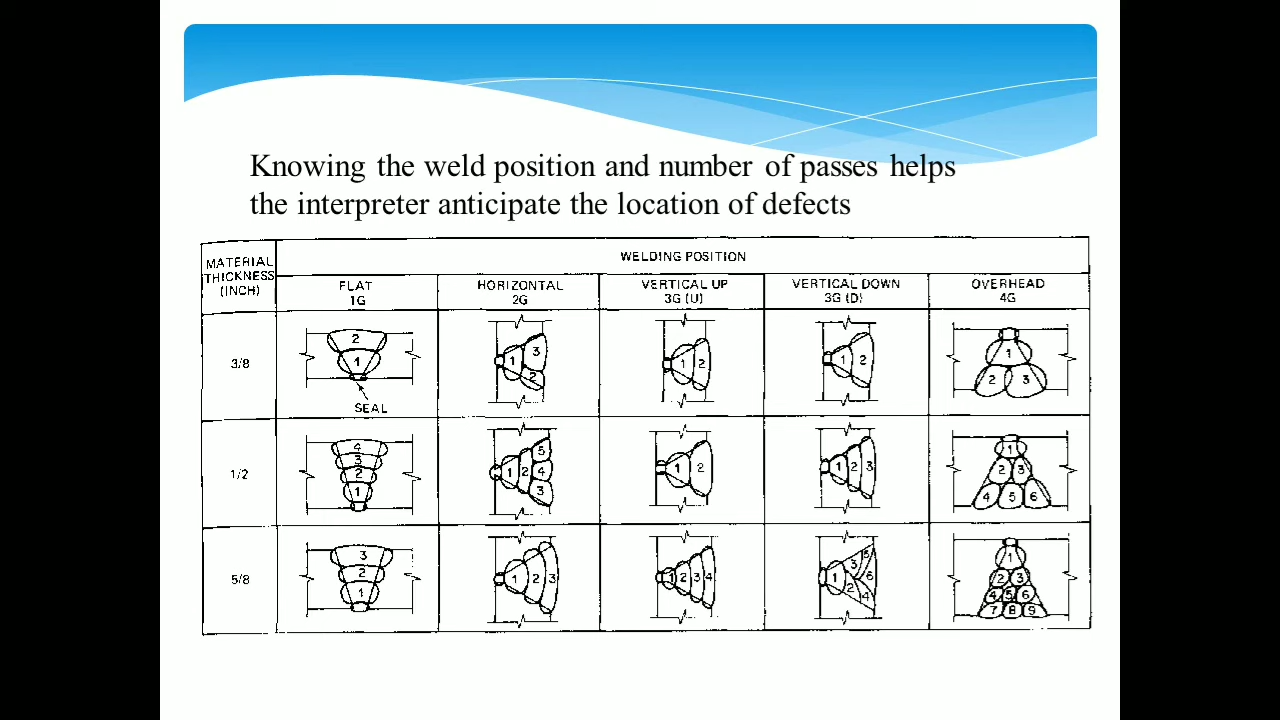 Knowing the weld position and number of passes helps
the interpreter anticipate the location of defects
MATERIAL
THICKNESS
(INCH)
WELDING POSITION
FLAT
1G
HORIZONTAL
2G
VERTICAL UP
3G (U)
VERTICAL DOWN
3G (D)
OVERHEAD
4G
3/8
2
1
SEAL
1
3
2
1 2
1 2
1
2 3
1/2
4
3
2
1
5
1 2 4
3
1 2
1 2 3
1
2 3
4 5 6
5/8
3
2
1
1 2 3
1 2 3 4
5
3
1 6
2 4
1
2 3
4 5 6
7 8 9